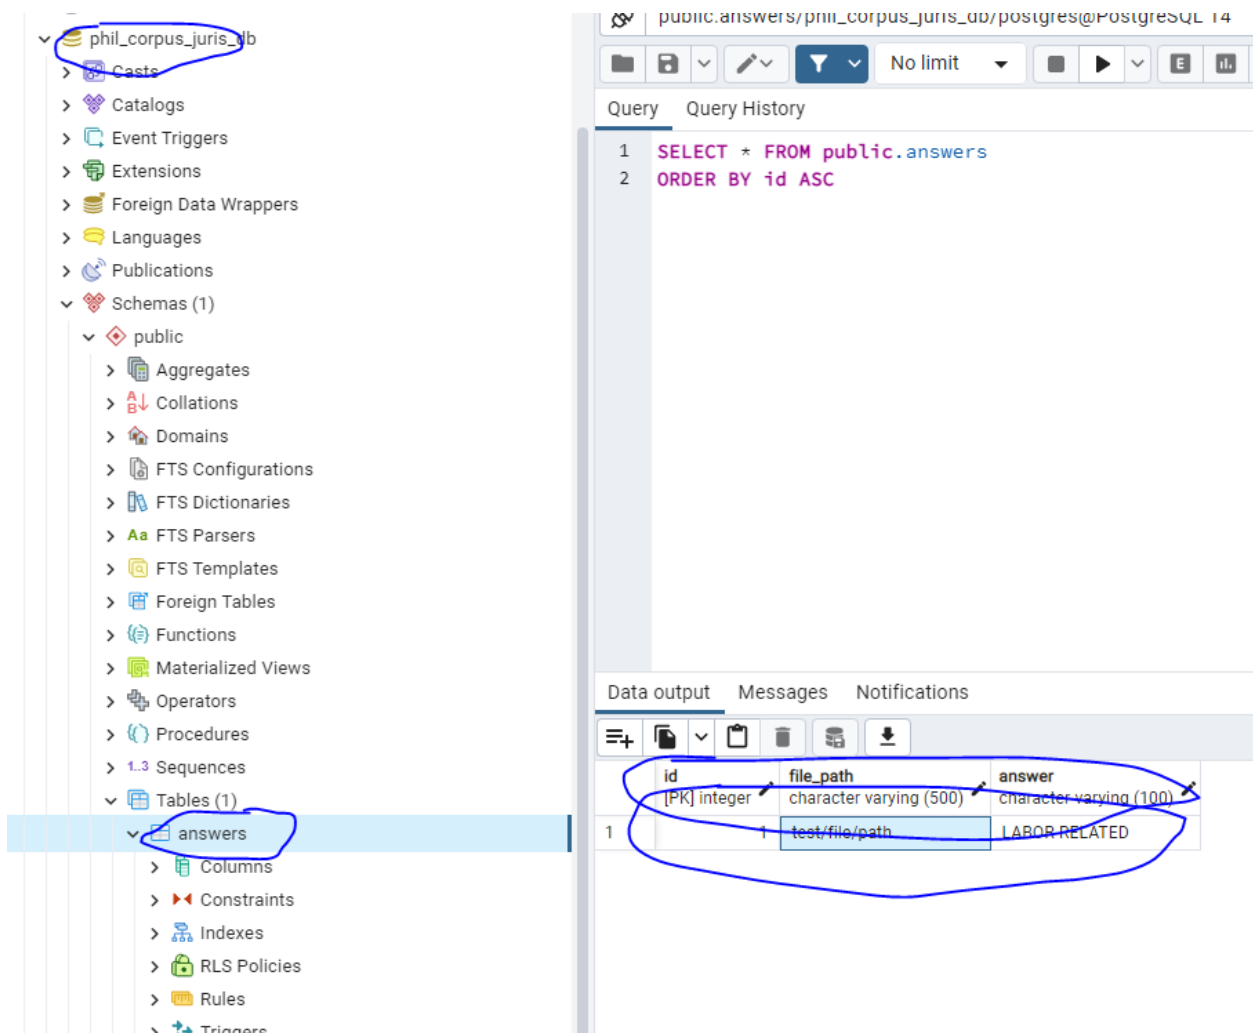 phil_corpus_juris_db
Casts
Catalogs
Event Triggers
Extensions
Foreign Data Wrappers
Languages
Publications
Schemas (1)
public
Aggregates
Collations
Domains
FTS Configurations
FTS Dictionaries
Aa FTS Parsers
FTS Templates
Foreign Tables
Functions
Materialized Views
Operators
Procedures
1..3 Sequences
Tables (1)
answers
Columns
Constraints
Indexes
RLS Policies
Rules
Triggers
public.answers/phil_corpus_juris_db/postgres@PostgreSQL 14
No limit
E
Query Query History
1 SELECT * FROM public.answers
2 ORDER BY id ASC
Data output Messages Notifications
id file_path answer
[PK] integer character varying (500) character varying (100)
1 1 test/file/path LABOR RELATED